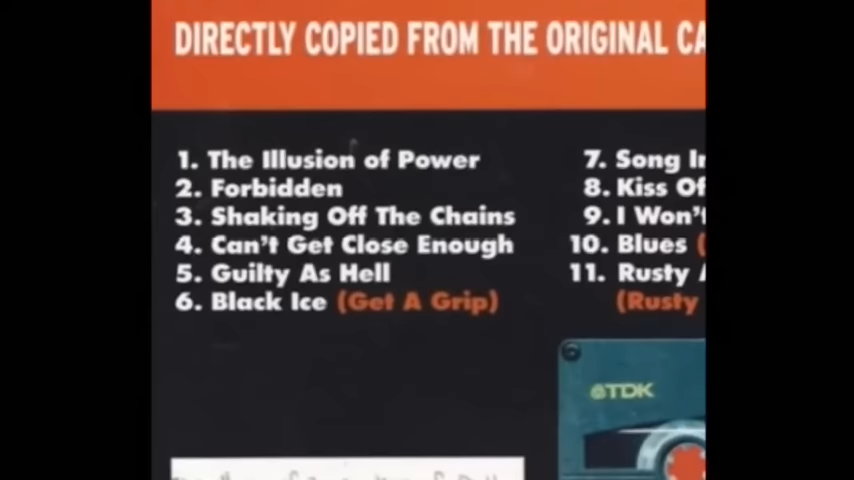 DIRECTLY COPIED FROM THE ORIGINAL
1. The Illusion of Power
2. Forbidden
3. Shaking Off The Chains
4. Can't Get Close Enough
5. Guilty As Hell
6. Black Ice (Get A Grip)
7. Song
8. Kiss Of
9. I Won't
10. Blues
11. Rusty
(Rusty
TDK